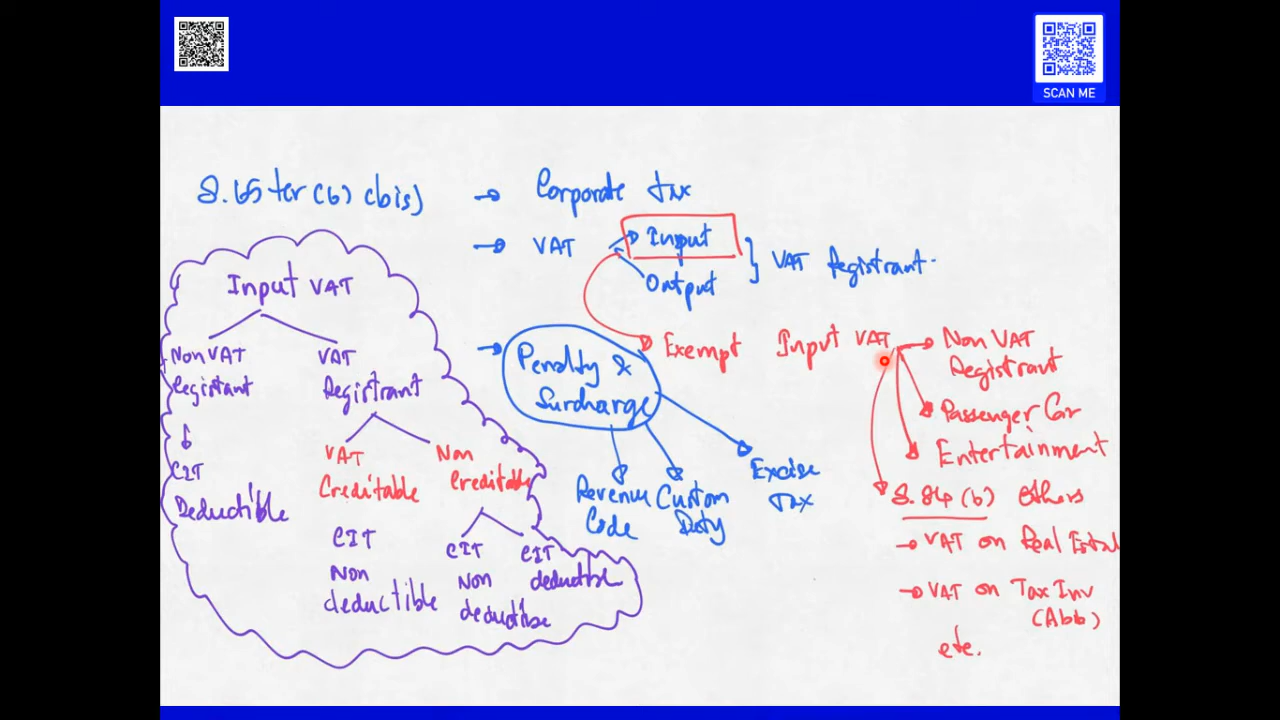 SCAN ME
S.65 ter (6) (bis) → Corporate Tax
→ VAT
Input
Output
VAT Registrant
Input VAT
Non VAT
Registrant
↓
CIT
Deductible
VAT
Registrant
VAT
Creditable
CIT
Non
deductible
Non
Creditable
CIT
Non
deductible
CIT
deductible
→ Penalty &
Surcharge
Revenue
Code
Custom
Duty
Excise
Tax
Exempt Input VAT
Non VAT
Registrant
Passenger Car
Entertainment
S.84 (6) others
→ VAT on Real Estat
→ VAT on Tax Inv
(Abb)
etc.